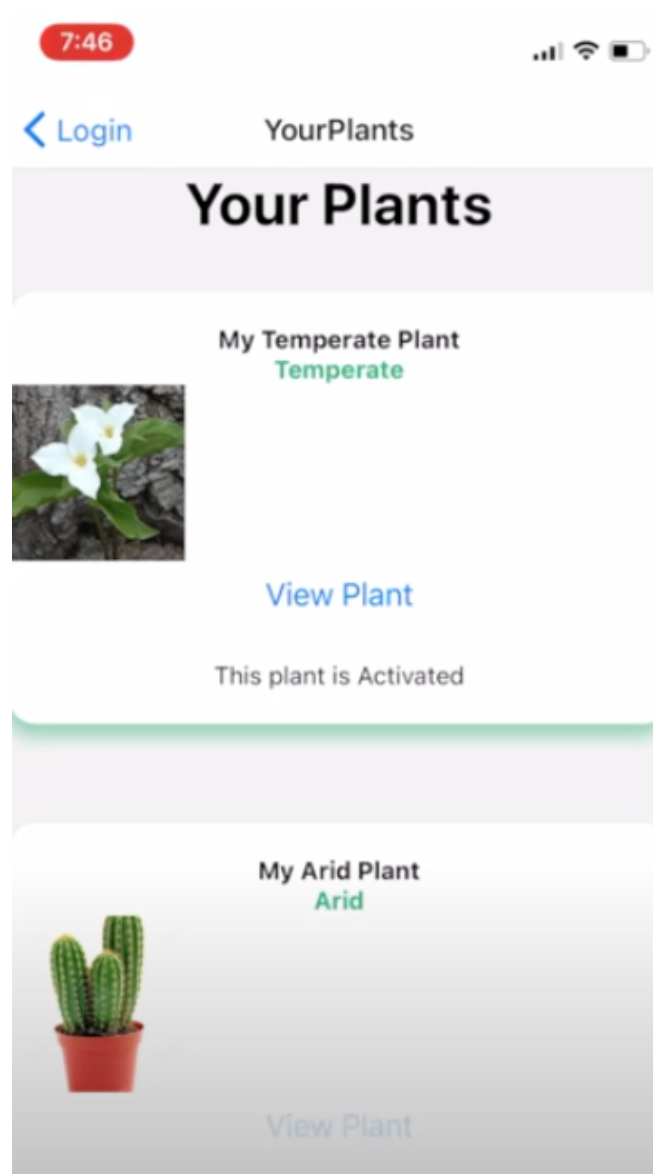 7:46
Login
YourPlants
Your Plants
My Temperate Plant
Temperate
View Plant
This plant is Activated
My Arid Plant
Arid
View Plant